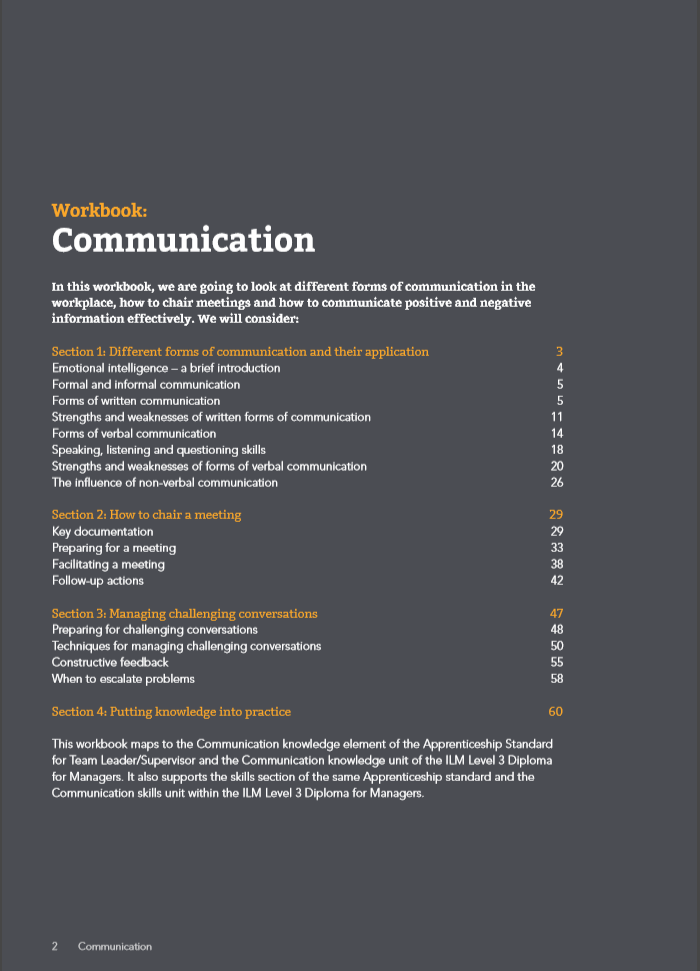 Workbook:
Communication
In this workbook, we are going to look at different forms of communication in the
workplace, how to chair meetings and how to communicate positive and negative
information effectively. We will consider:
Section 1: Different forms of communication and their application 3
Emotional intelligence – a brief introduction 4
Formal and informal communication 5
Forms of written communication 5
Strengths and weaknesses of written forms of communication 11
Forms of verbal communication 14
Speaking, listening and questioning skills 18
Strengths and weaknesses of forms of verbal communication 20
The influence of non-verbal communication 26
Section 2: How to chair a meeting 29
Key documentation 29
Preparing for a meeting 33
Facilitating a meeting 38
Follow-up actions 42
Section 3: Managing challenging conversations 47
Preparing for challenging conversations 48
Techniques for managing challenging conversations 50
Constructive feedback 55
When to escalate problems 58
Section 4: Putting knowledge into practice 60
This workbook maps to the Communication knowledge element of the Apprenticeship Standard
for Team Leader/Supervisor and the Communication knowledge unit of the ILM Level 3 Diploma
for Managers. It also supports the skills section of the same Apprenticeship standard and the
Communication skills unit within the ILM Level 3 Diploma for Managers.
2 Communication